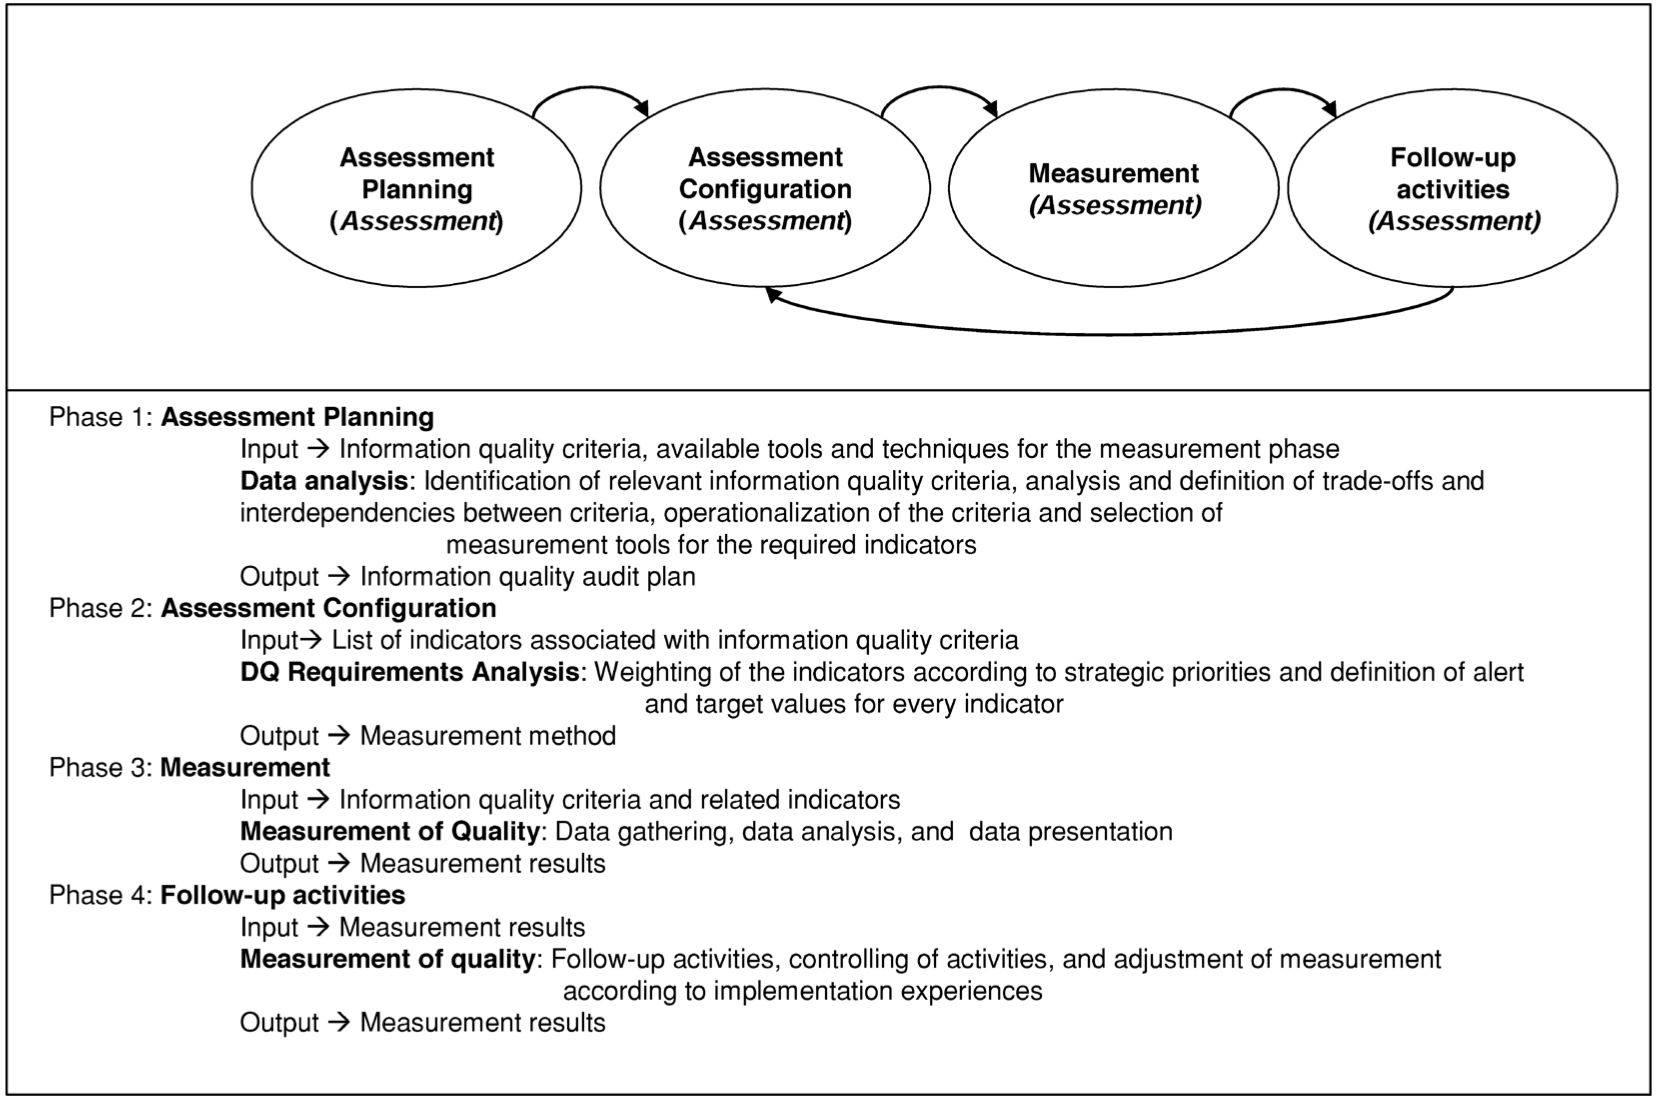 Assessment
Planning
(Assessment)
Assessment
Configuration
(Assessment)
Measurement
(Assessment)
Follow-up
activities
(Assessment)
Phase 1: Assessment Planning
Input → Information quality criteria, available tools and techniques for the measurement phase
Data analysis: Identification of relevant information quality criteria, analysis and definition of trade-offs and
interdependencies between criteria, operationalization of the criteria and selection of
measurement tools for the required indicators
Output → Information quality audit plan
Phase 2: Assessment Configuration
Input→ List of indicators associated with information quality criteria
DQ Requirements Analysis: Weighting of the indicators according to strategic priorities and definition of alert
and target values for every indicator
Output → Measurement method
Phase 3: Measurement
Input → Information quality criteria and related indicators
Measurement of Quality: Data gathering, data analysis, and  data presentation
Output → Measurement results
Phase 4: Follow-up activities
Input → Measurement results
Measurement of quality: Follow-up activities, controlling of activities, and adjustment of measurement
according to implementation experiences
Output → Measurement results